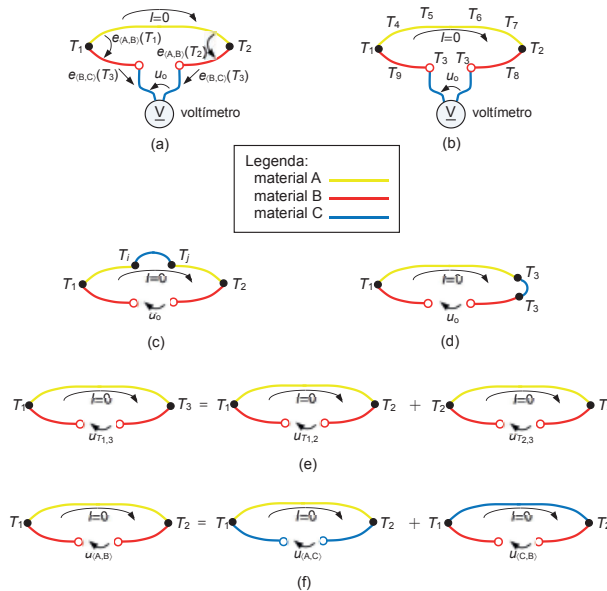 I=0
T₁ e(A,B)(T₁) e(A,B)(T₂) T₂
e(B,C)(T₃) uₒ e(B,C)(T₃)
V voltímetro
(a)
T₄ T₅ T₆ T₇
I=0
T₁ T₂
T₉ T₃ T₃ T₈
uₒ
V voltímetro
(b)
Legenda:
material A
material B
material C
Tᵢ Tⱼ
T₁ I=0 T₂
uₒ
(c)
T₁ I=0 T₃
T₃
uₒ
(d)
T₁ I=0 T₃ = T₁ I=0 T₂ + T₂ I=0 T
uT₁,₃ uT₁,₂ uT₂,₃
(e)
T₁ I=0 T₂ = T₁ I=0 T₂ + T₁ I=0 T₂
u(A,B) u(A,C) u(C,B)
(f)